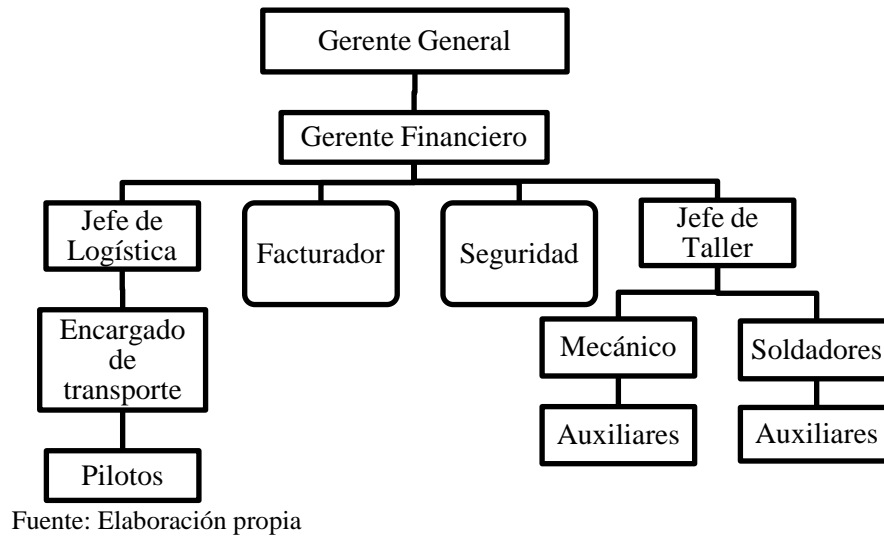 Gerente General
Gerente Financiero
Jefe de
Logística
Facturador
Seguridad
Jefe de
Taller
Encargado
de
transporte
Mecánico
Soldadores
Pilotos
Auxiliares
Auxiliares
Fuente: Elaboración propia